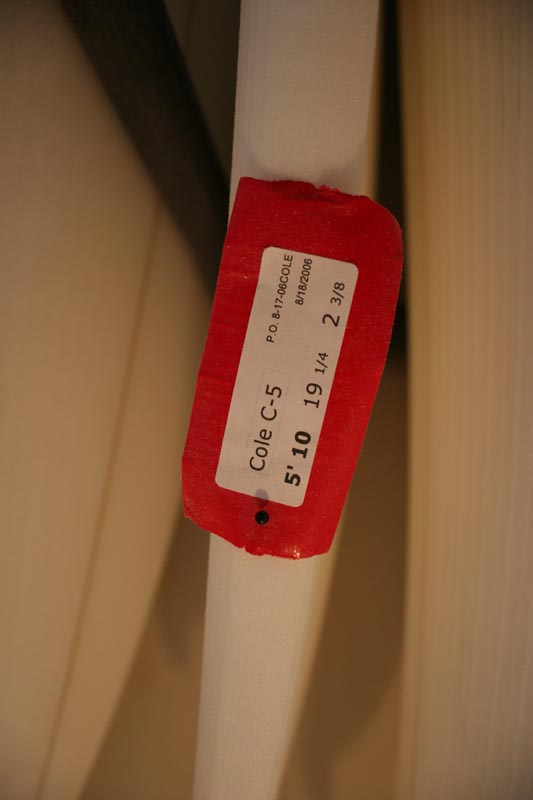 P.O. 8-17-06COLE
8/18/2006
Cole C-5
5' 10 19 1/4 2 3/8